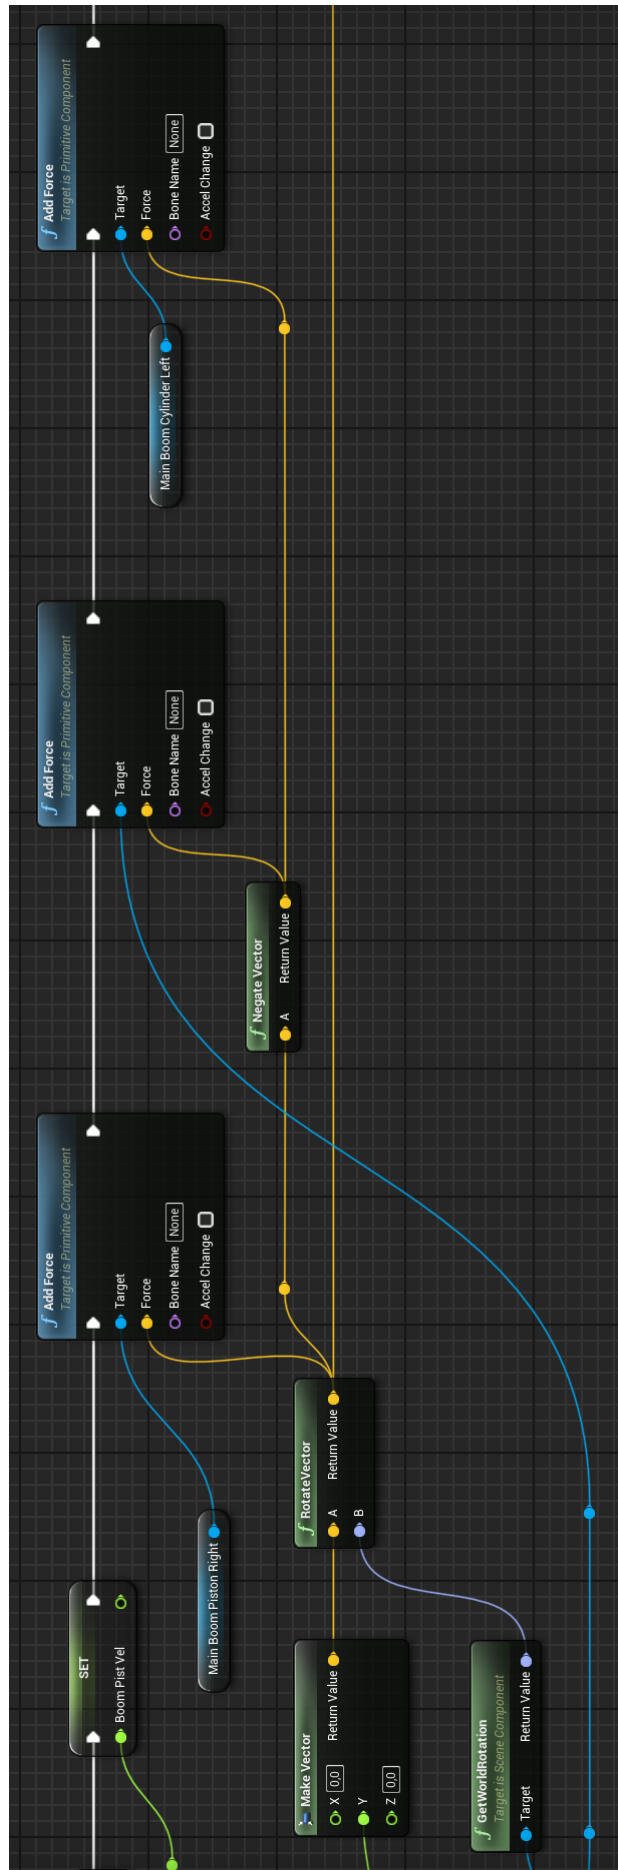 SET
Boom Pist Vel
Main Boom Piston Right
Add Force
Target is Primitive Component
Target
Force
Bone Name None
Accel Change
Make Vector
X 0,0
Return Value
Y
Z 0,0
GetWorldRotation
Target is Scene Component
Target
Return Value
RotateVector
A
Return Value
B
Negate Vector
A
Return Value
Add Force
Target is Primitive Component
Target
Force
Bone Name None
Accel Change
Main Boom Cylinder Left
Add Force
Target is Primitive Component
Target
Force
Bone Name None
Accel Change